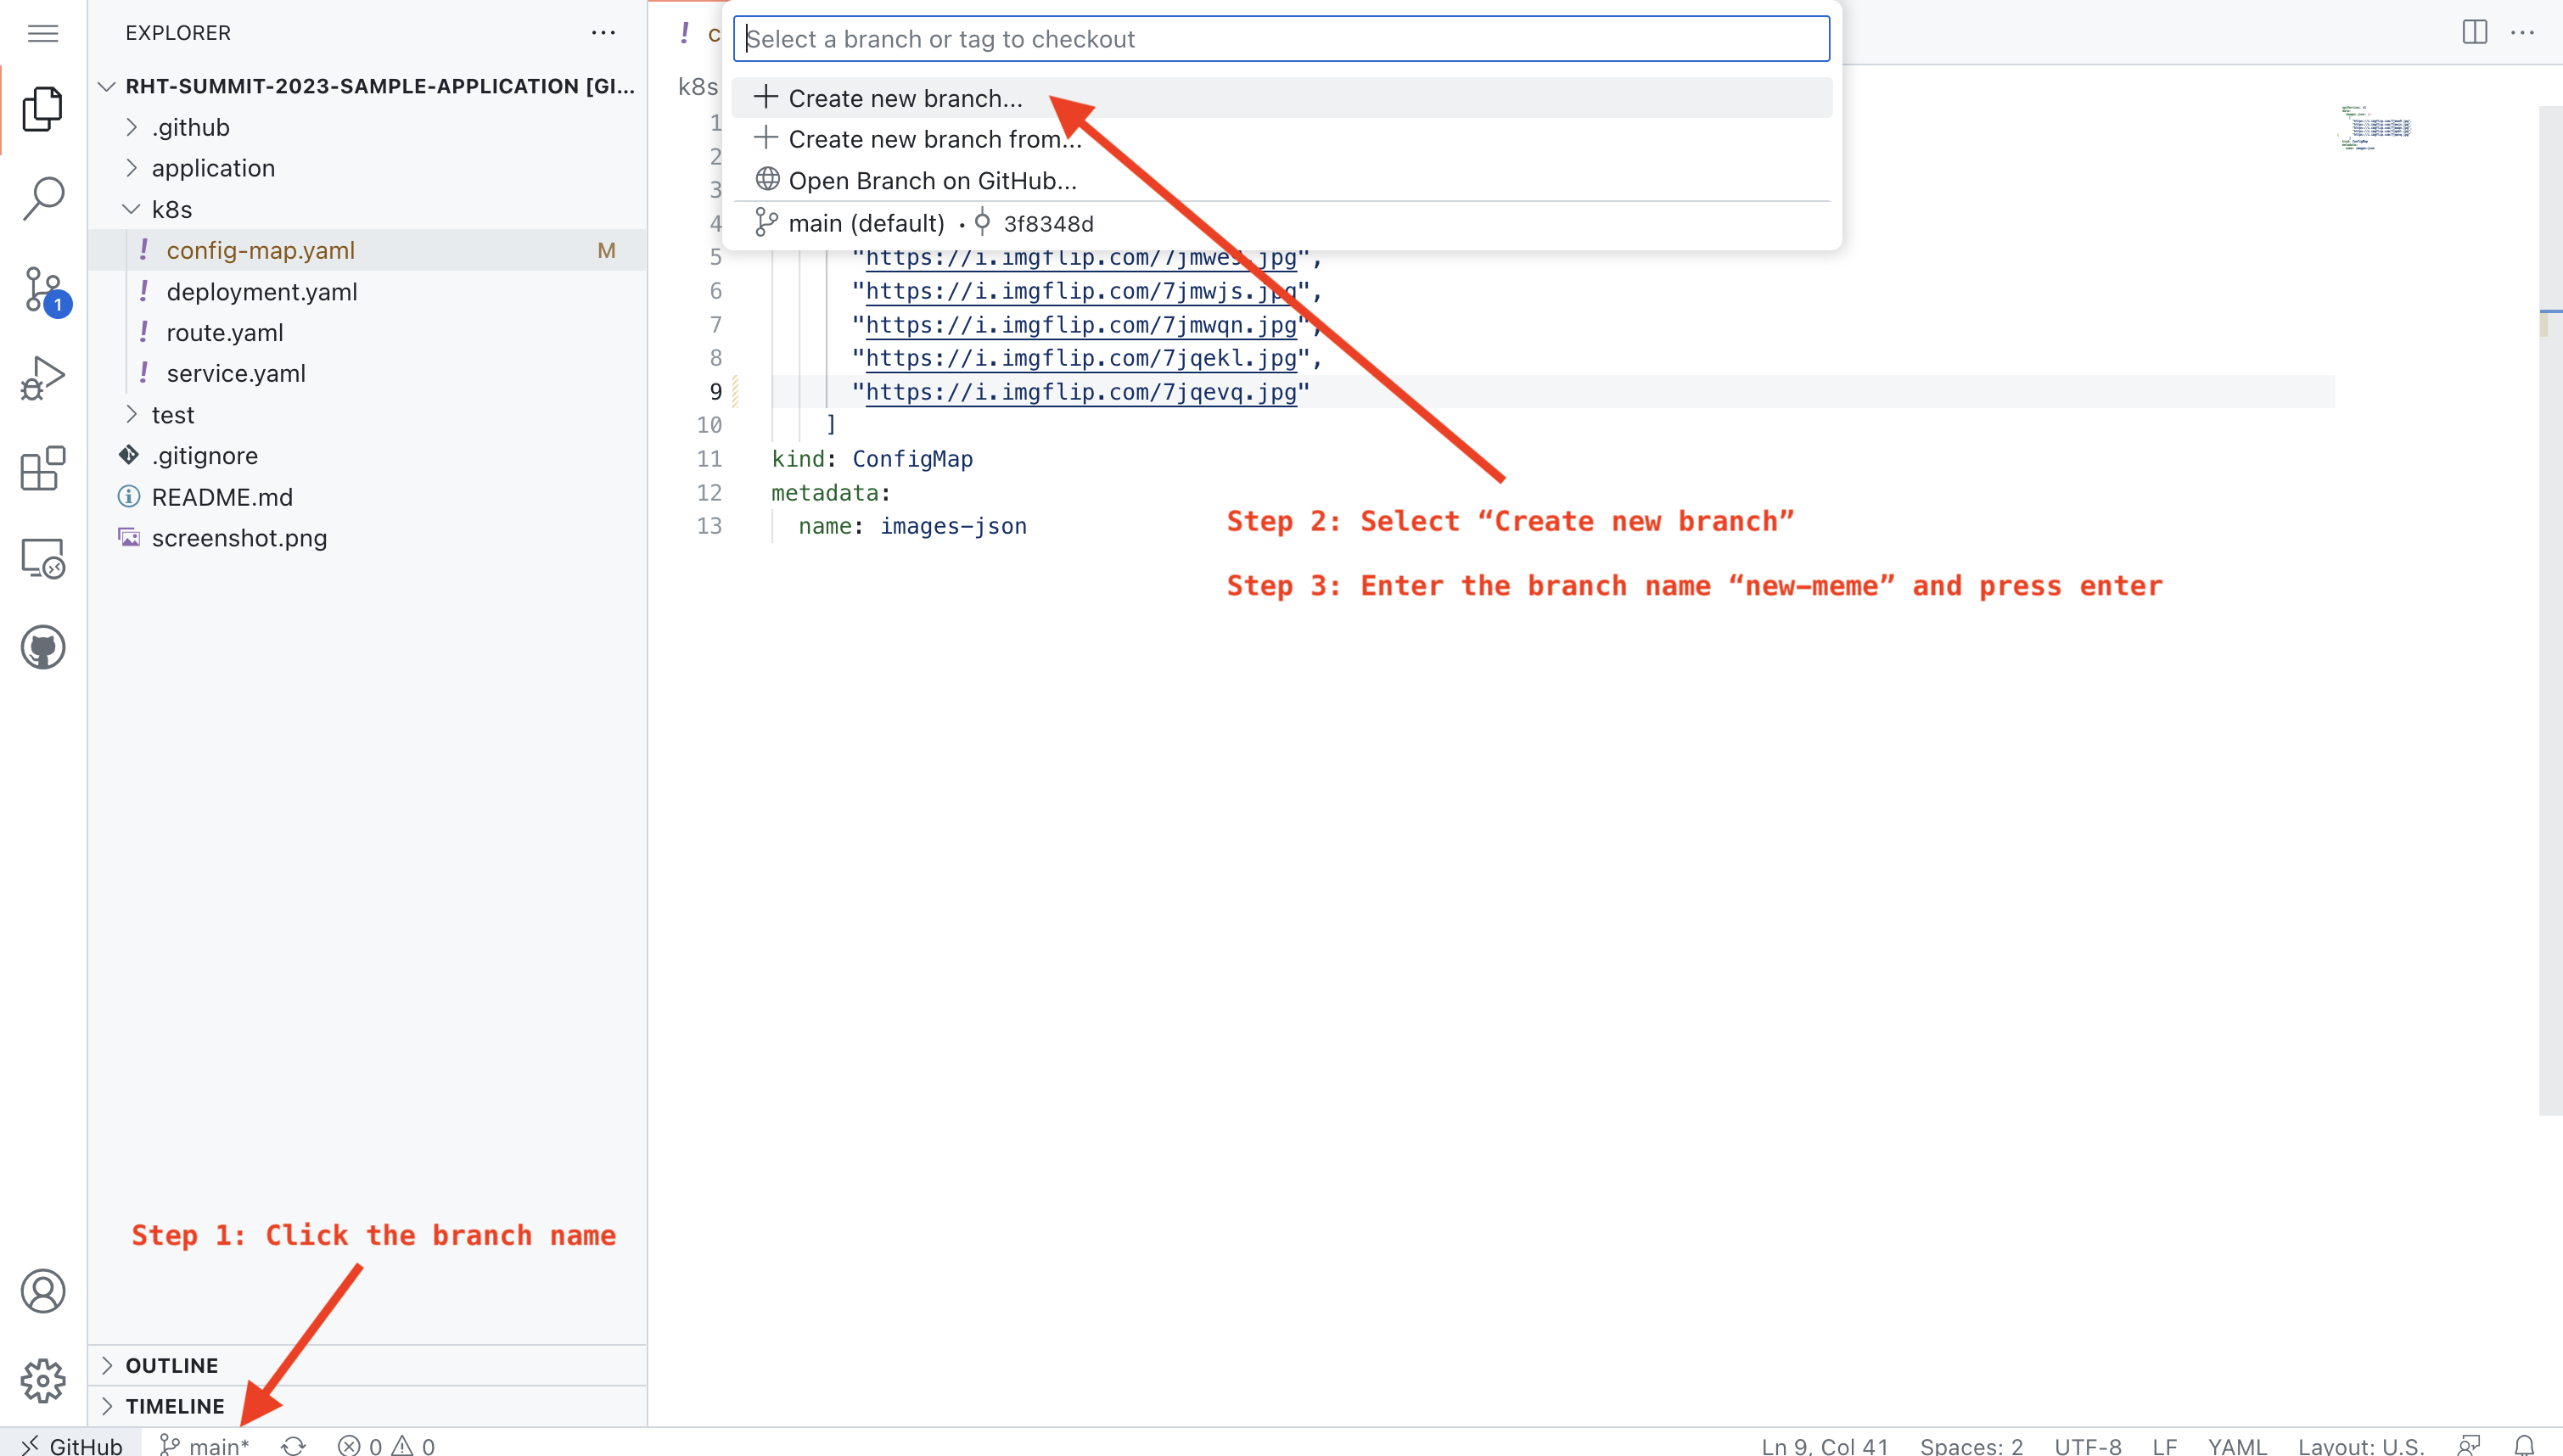 EXPLORER
RHT-SUMMIT-2023-SAMPLE-APPLICATION [GI...
.github
application
k8s
config-map.yaml M
deployment.yaml
route.yaml
service.yaml
test
.gitignore
README.md
screenshot.png
1
Step 1: Click the branch name
OUTLINE
TIMELINE
! c
k8s
Select a branch or tag to checkout
Create new branch...
Create new branch from...
Open Branch on GitHub...
main (default) • 3f8348d
1
2
3
4
5 "https://i.imgflip.com/7jmwe9.jpg",
6 "https://i.imgflip.com/7jmwjs.jpg",
7 "https://i.imgflip.com/7jmwqn.jpg",
8 "https://i.imgflip.com/7jqekl.jpg",
9 "https://i.imgflip.com/7jqevq.jpg"
10 ]
11 kind: ConfigMap
12 metadata:
13 name: images-json
Step 2: Select “Create new branch”
Step 3: Enter the branch name “new-meme” and press enter
GitHub main* 0 0 Ln 9, Col 41 Spaces: 2 UTF-8 LF YAML Layout: U.S.